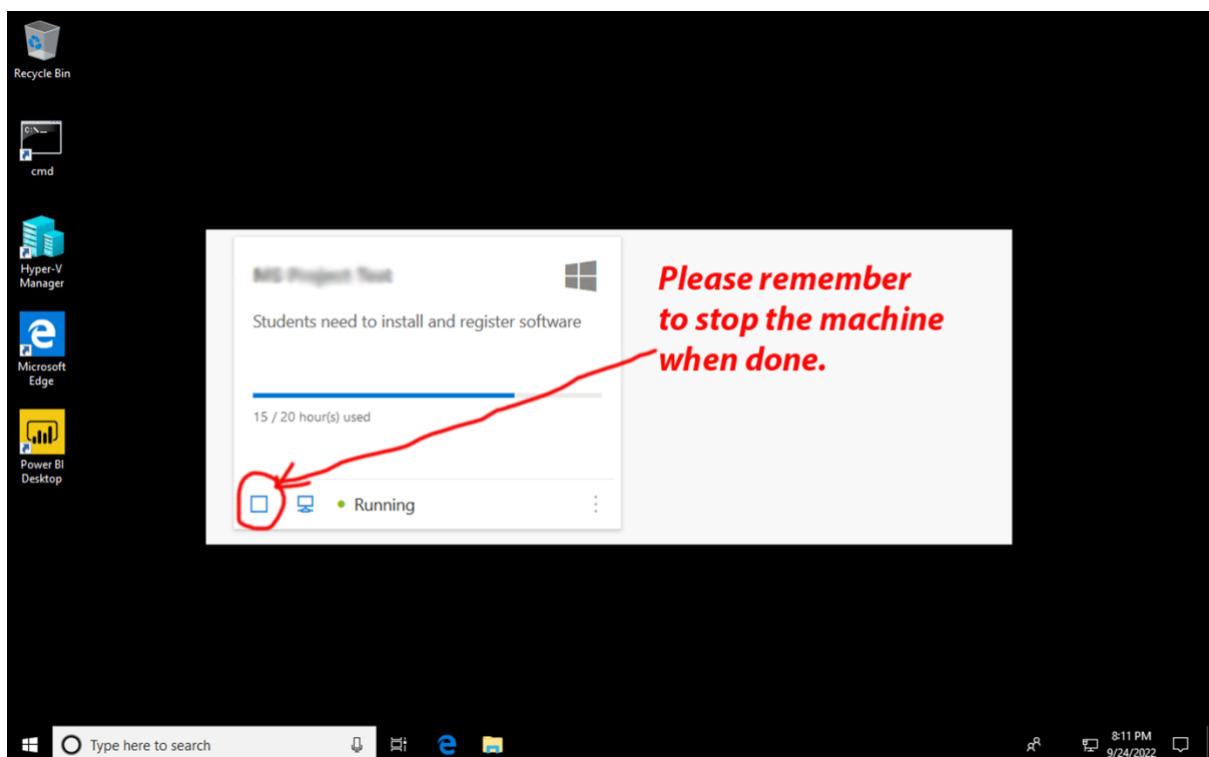 Recycle Bin
cmd
Hyper-V
Manager
Microsoft
Edge
Power BI
Desktop
Students need to install and register software
15 / 20 hour(s) used
Running
Please remember
to stop the machine
when done.
Type here to search
8:11 PM
9/24/2022